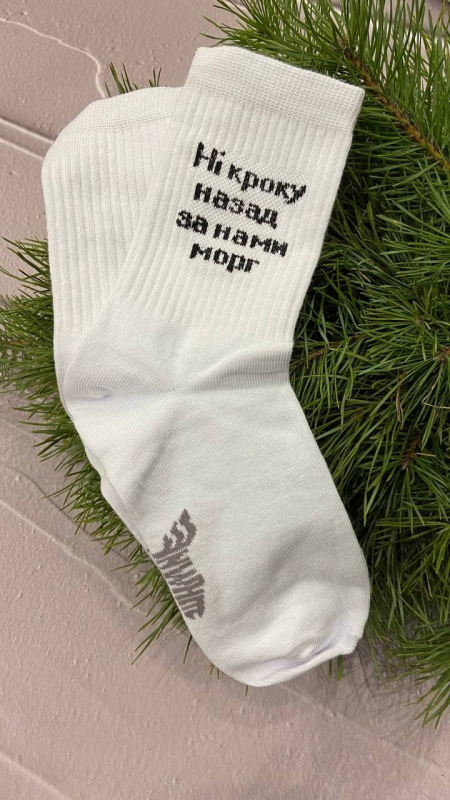 Ні кроку
назад
за нами
морг